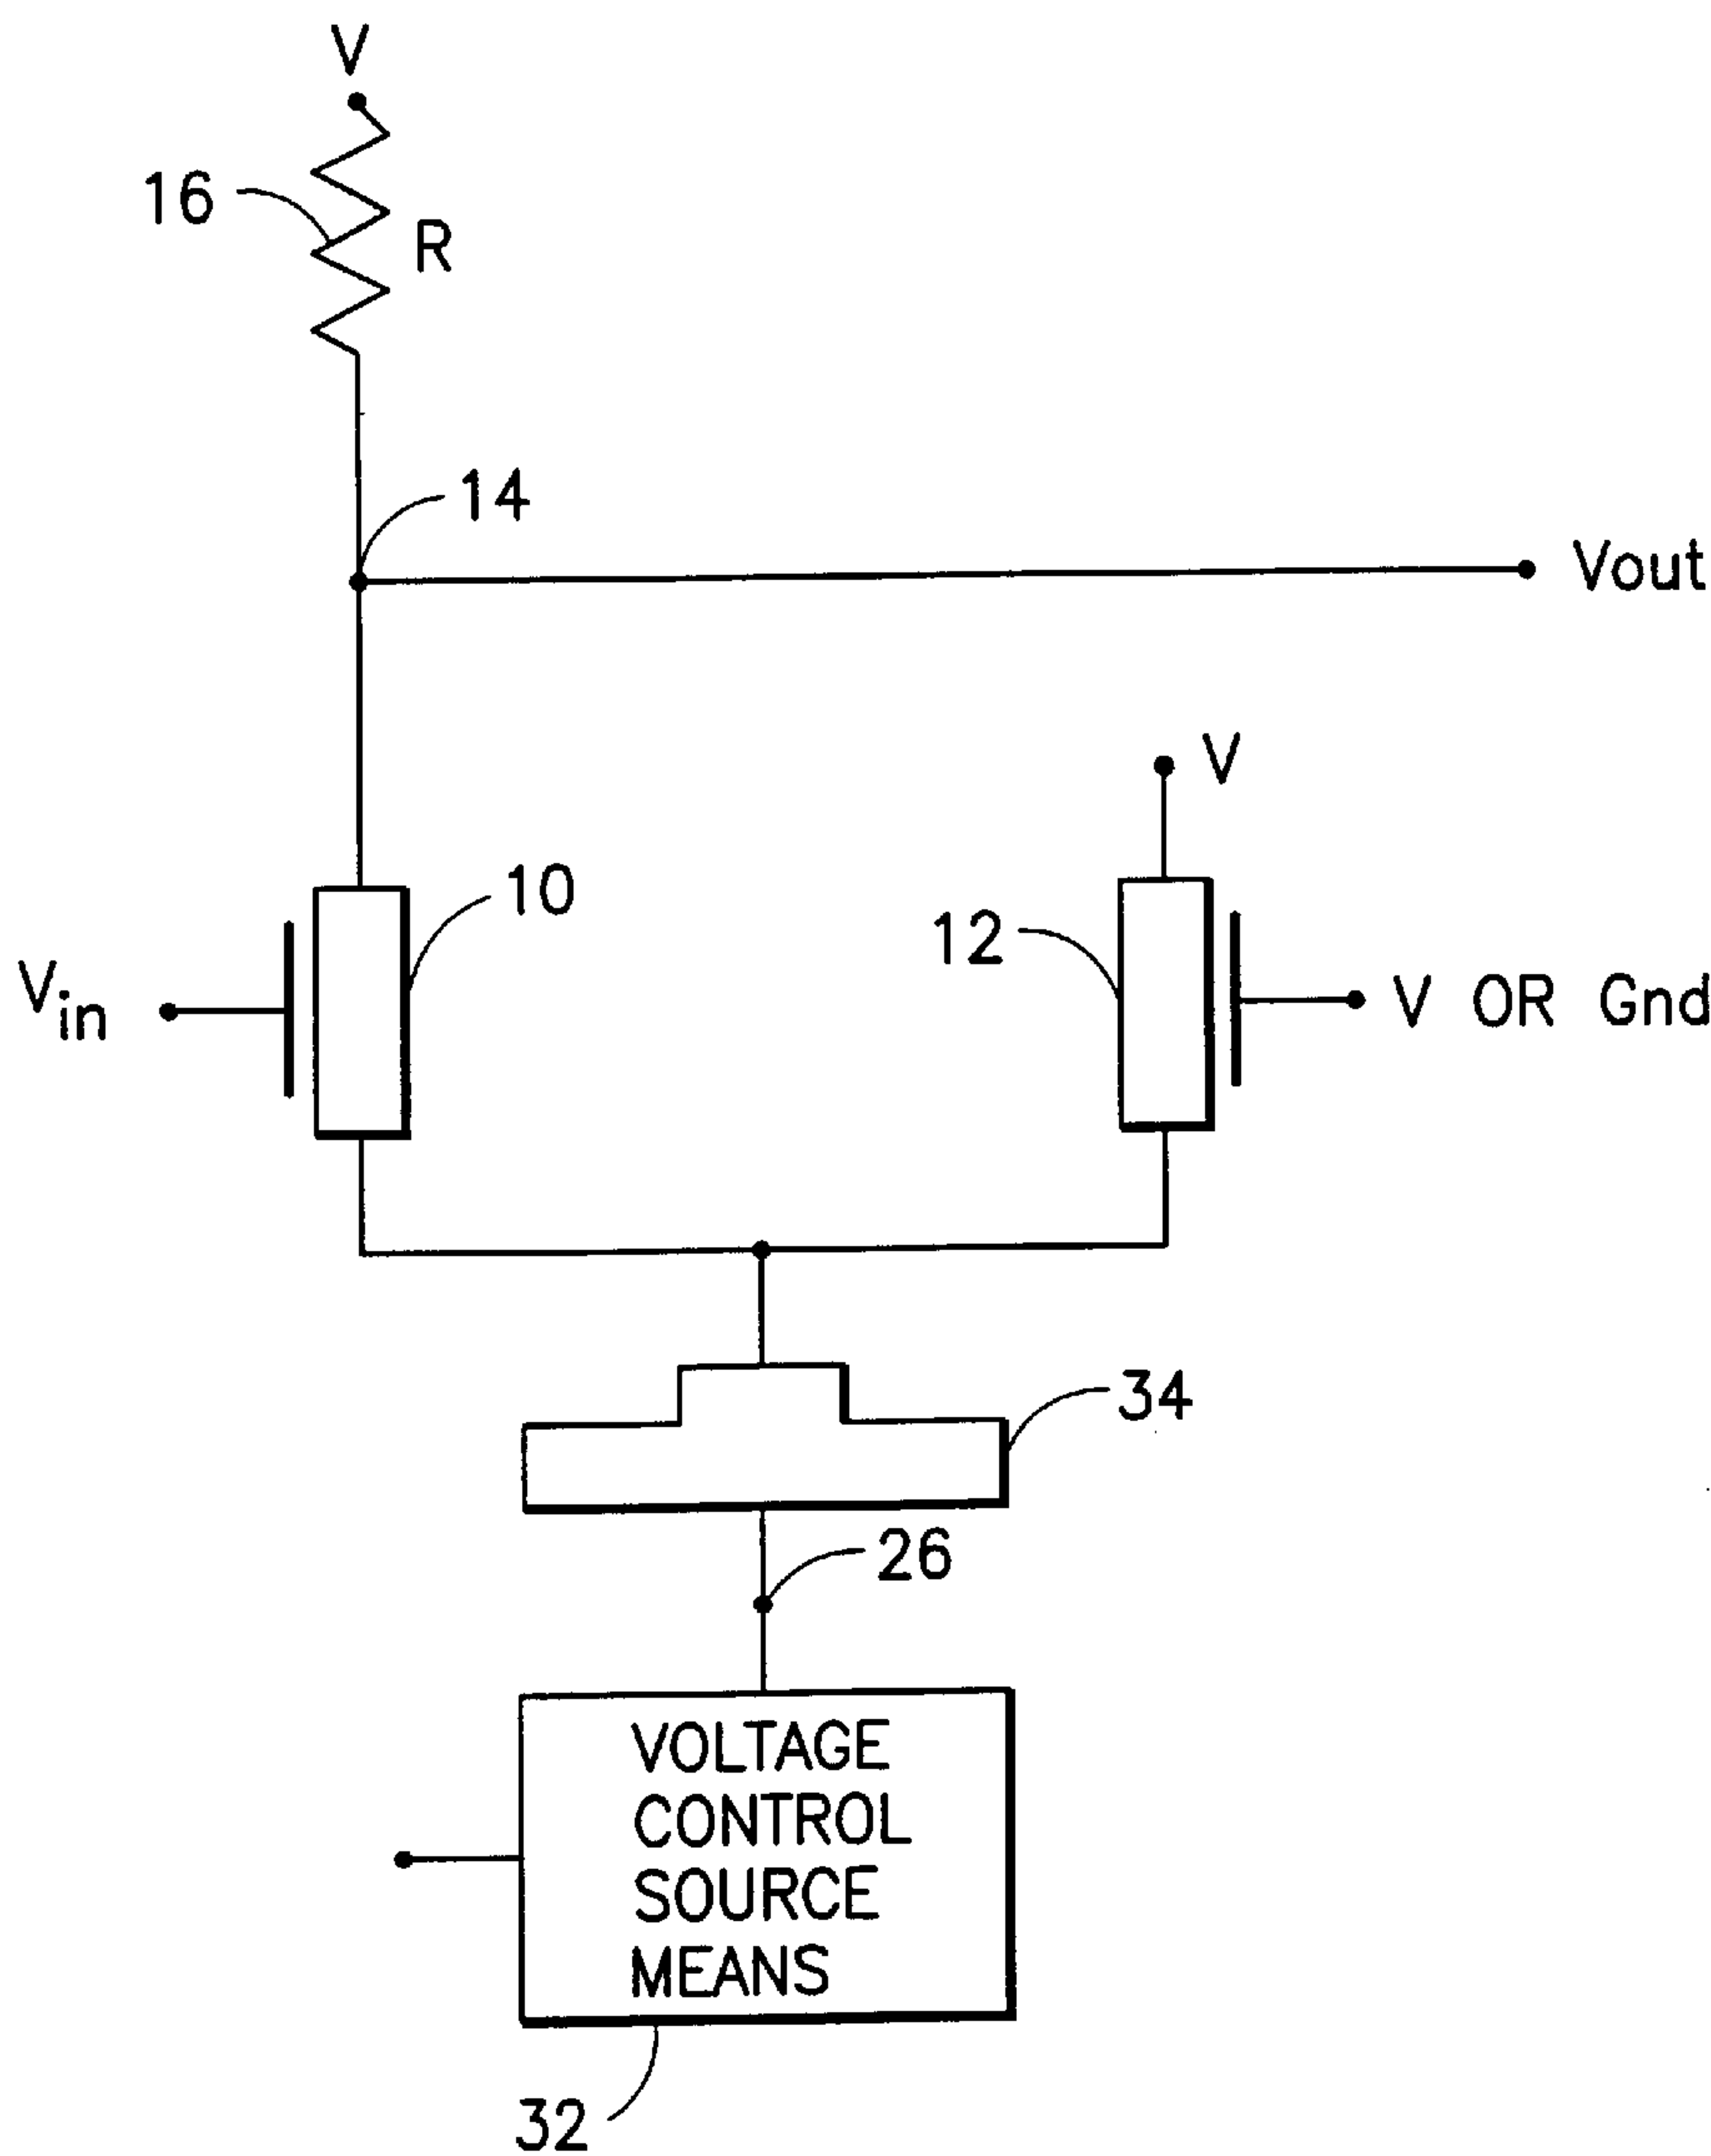 V
16
R
14
Vout
V
10
12
Vin
V OR Gnd
34
26
VOLTAGE
CONTROL
SOURCE
MEANS
32